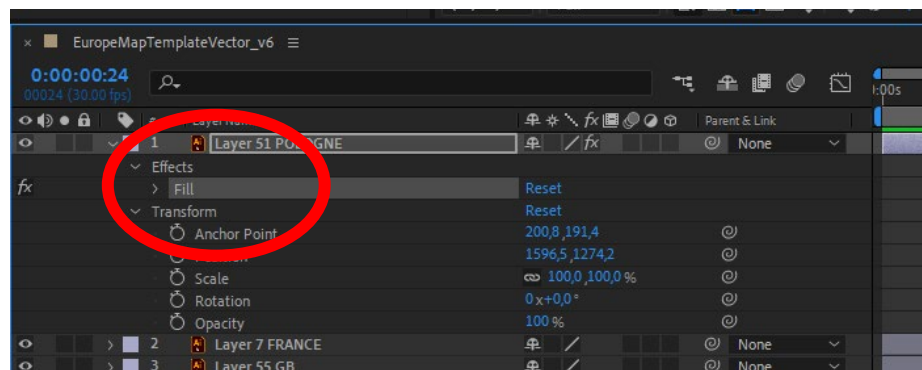 EuropeMapTemplateVector_v6
0:00:00:24
00024 (30.00 fps)
:00s
Parent & Link
1 Layer 51 POLOGNE None
Effects
fx Fill Reset
Transform Reset
Anchor Point 200,8 ,191,4
1596,5 ,1274,2
Scale 100,0 ,100,0 %
Rotation 0 x+0,0 °
Opacity 100 %
2 Layer 7 FRANCE None
3 Layer 55 GB None